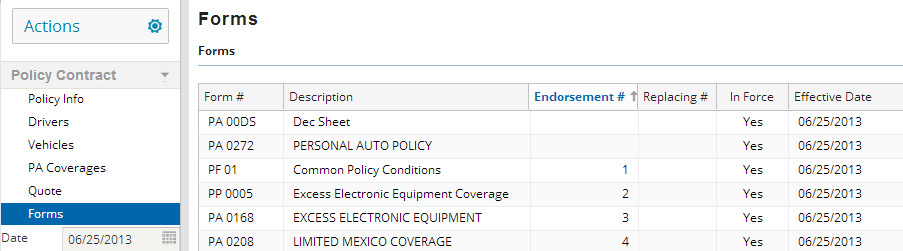 Actions
Policy Contract
Policy Info
Drivers
Vehicles
PA Coverages
Quote
Forms
Date 06/25/2013
Forms
Forms
Form # Description Endorsement # ↑ Replacing # In Force Effective Date
PA 00DS Dec Sheet Yes 06/25/2013
PA 0272 PERSONAL AUTO POLICY Yes 06/25/2013
PF 01 Common Policy Conditions 1 Yes 06/25/2013
PP 0005 Excess Electronic Equipment Coverage 2 Yes 06/25/2013
PA 0168 EXCESS ELECTRONIC EQUIPMENT 3 Yes 06/25/2013
PA 0208 LIMITED MEXICO COVERAGE 4 Yes 06/25/2013